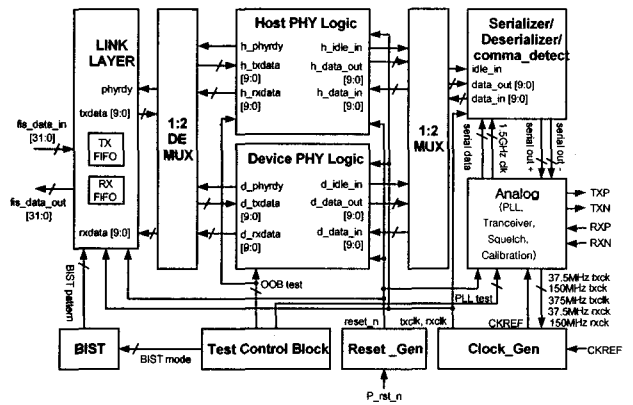 LINK
LAYER
phyrdy
txdata [9:0]
fis_data_in
[31:0]
TX
FIFO
RX
FIFO
fis_data_out
[31:0]
rxdata [9:0]
1:2
DE
MUX
Host PHY Logic
h_phyrdy
h_txdata
[9:0]
h_rxdata
[9:0]
h_idle_in
h_data_out
[9:0]
h_data_in
[9:0]
Device PHY Logic
d_phyrdy
d_txdata
[9:0]
d_rxdata
[9:0]
d_idle_in
d_data_out
[9:0]
d_data_in
[9:0]
1:2
MUX
Serializer/
Deserializer/
comma_detect
idle_in
data_out [9:0]
data_in [9:0]
serial data
1.5GHz clk
serial out +
serial out -
Analog
(PLL,
Tranceiver,
Squelch,
Calibration)
TXP
TXN
RXP
RXN
37.5MHz txck
150MHz txck
375MHz txck
37.5MHz rxck
150MHz rxck
BIST pattern
OOB test
PLL test
reset_n
txclk, rxclk
CKREF
BIST
BIST mode
Test Control Block
Reset _Gen
Clock_Gen
CKREF
P_rst_n